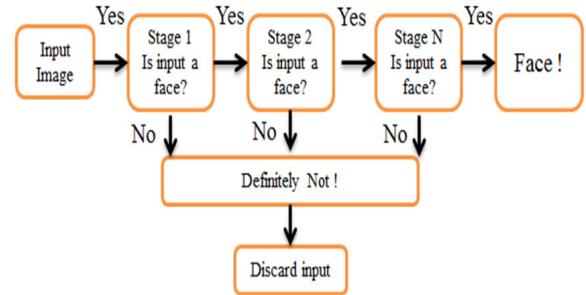 Yes
Yes
Yes
Yes
Input
Image
Stage 1
Is input a
face?
Stage 2
Is input a
face?
Stage N
Is input a
face?
Face !
No
No
No
Definitely Not !
Discard input